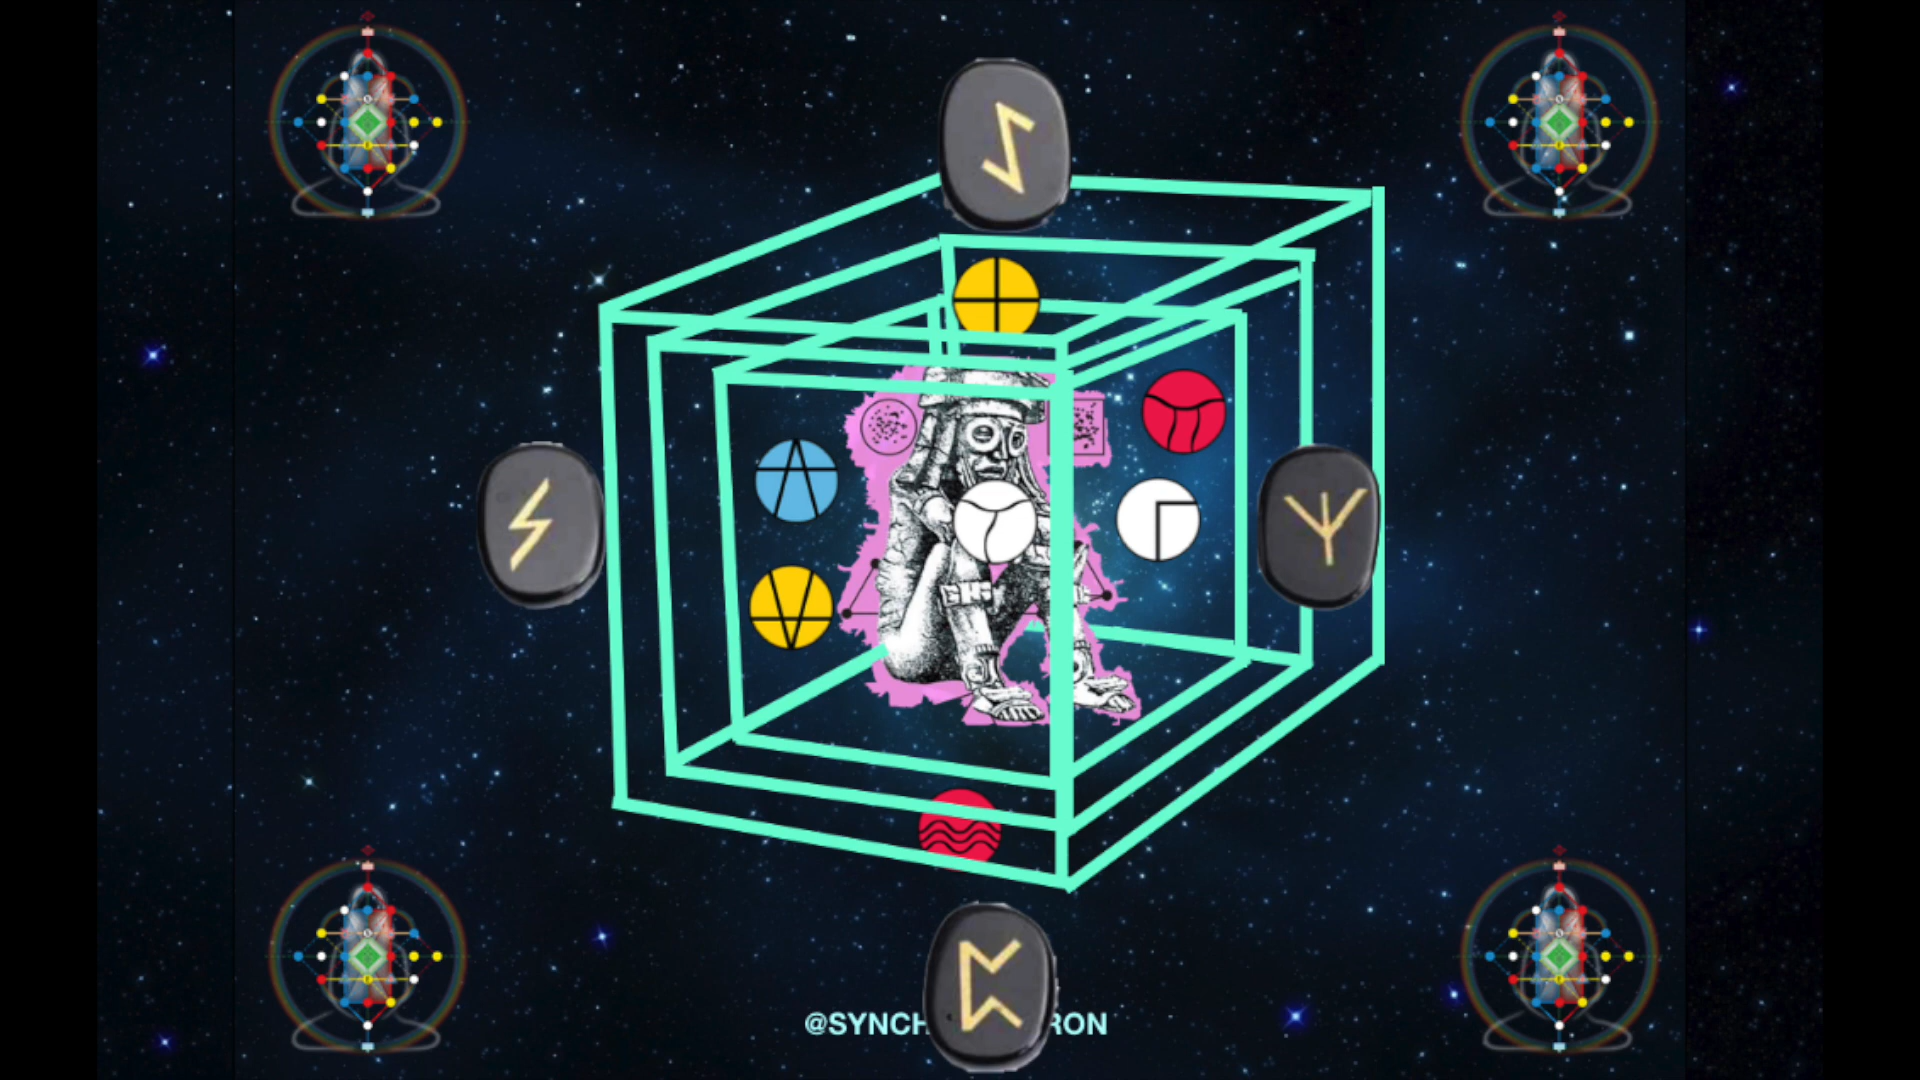 ᛇ
ᛋ ᛉ
ᛈ
@SYNCH RON